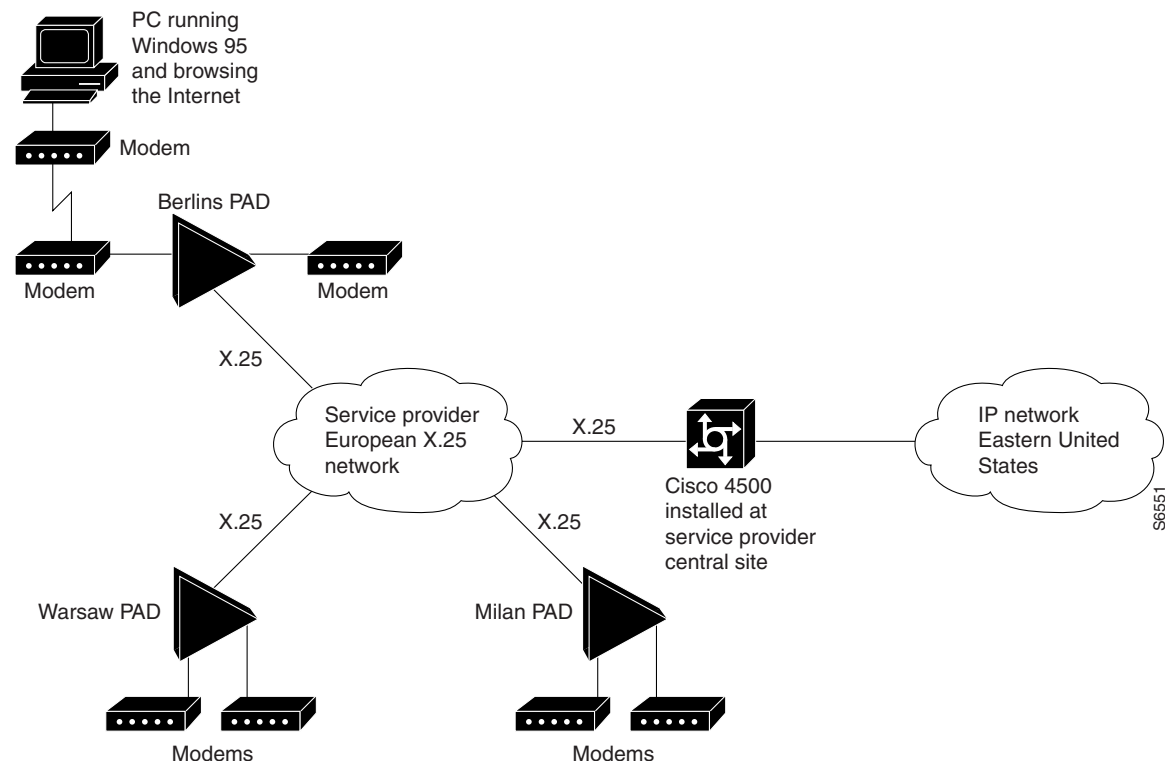 PC running
Windows 95
and browsing
the Internet
Modem
Berlins PAD
Modem
Modem
X.25
Service provider
European X.25
network
X.25
IP network
Eastern United
States
Cisco 4500
installed at
service provider
central site
S6551
X.25
X.25
Warsaw PAD
Milan PAD
Modems
Modems